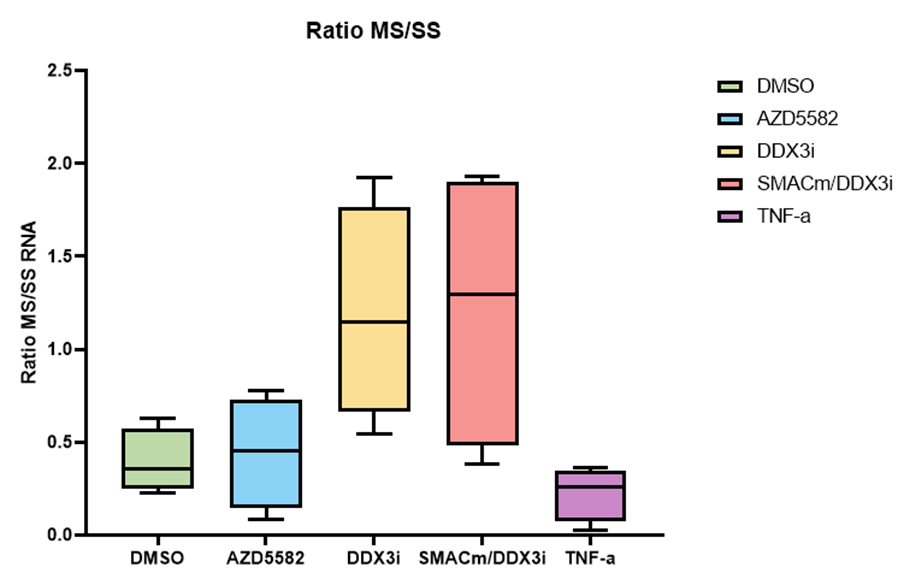 Ratio MS/SS
Ratio MS/SS RNA
2.5
2.0
1.5
1.0
0.5
0.0
DMSO AZD5582 DDX3i SMACm/DDX3i TNF-a
DMSO
AZD5582
DDX3i
SMACm/DDX3i
TNF-a